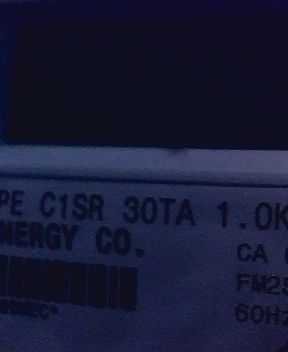 PE C1SR 30TA 1.0K
NERGY CO.
CA
FM2S
60Hz